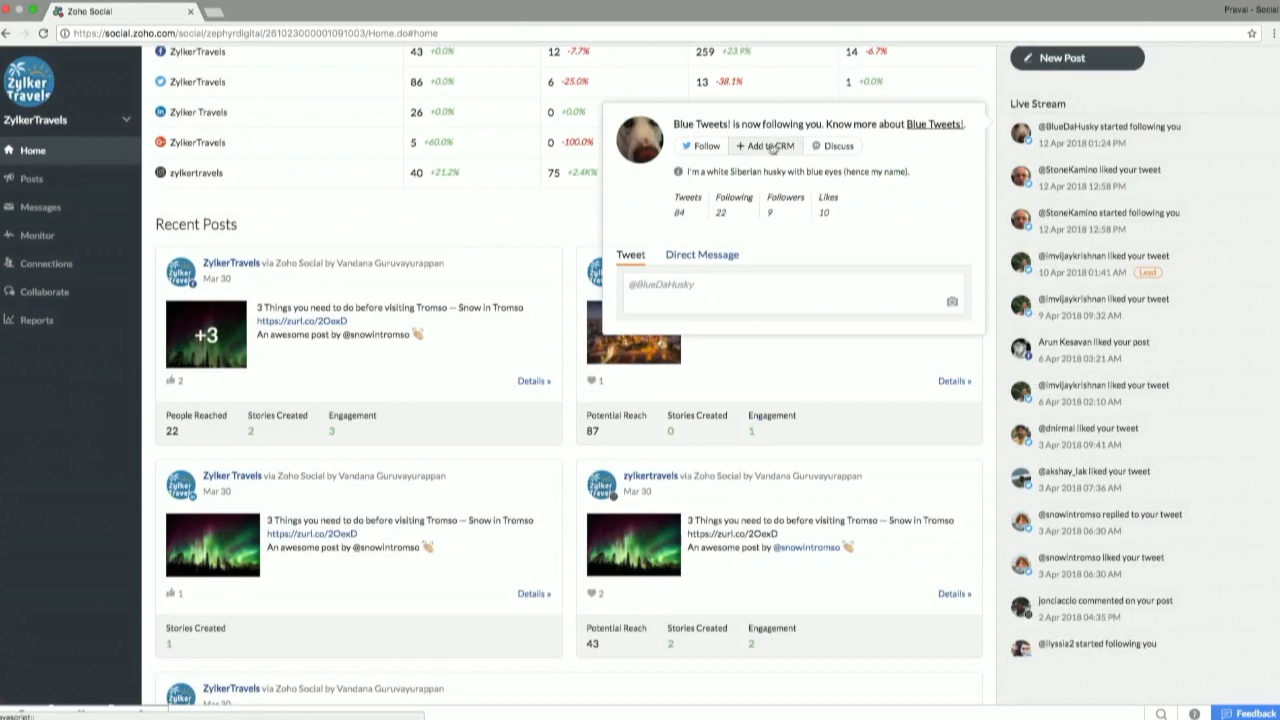 Zoho Social
Praval - Social
https://social.zoho.com/social/zephyrdigital/261023000001091003/Home.do#home
Zylker
Travels
ZylkerTravels
Home
Posts
Messages
Monitor
Connections
Collaborate
Reports
ZylkerTravels 43 +0.0% 12 -7.7% 259 +23.9% 14 -6.7%
ZylkerTravels 86 +0.0% 6 -25.0% 13 -38.1% 1 +0.0%
Zylker Travels 26 +0.0% 0 +0.0%
ZylkerTravels 5 +60.0% 0 -100.0%
zylkertravels 40 +21.2% 75 +2.4K%
Blue Tweets! is now following you. Know more about Blue Tweets!.
Follow + Add to CRM Discuss
I'm a white Siberian husky with blue eyes (hence my name).
Tweets Following Followers Likes
84 22 9 10
Tweet Direct Message
@BlueDaHusky
Recent Posts
ZylkerTravels via Zoho Social by Vandana Guruvayurappan
Mar 30
+3
3 Things you need to do before visiting Tromso — Snow in Tromso
https://zurl.co/2OexD
An awesome post by @snowintromso
2
Details »
People Reached Stories Created Engagement
22 2 3
1
Details »
Potential Reach Stories Created Engagement
87 0 1
Zylker Travels via Zoho Social by Vandana Guruvayurappan
Mar 30
3 Things you need to do before visiting Tromso — Snow in Tromso
https://zurl.co/2OexD
An awesome post by @snowintromso
1
Details »
Stories Created
1
zylkertravels via Zoho Social by Vandana Guruvayurappan
Mar 30
3 Things you need to do before visiting Tromso — Snow in Tromso
https://zurl.co/2OexD
An awesome post by @snowintromso
2
Details »
Potential Reach Stories Created Engagement
43 2 2
ZylkerTravels via Zoho Social by Vandana Guruvayurappan
Mar 30
New Post
Live Stream
@BlueDaHusky started following you
12 Apr 2018 01:24 PM
@StoneKamino liked your tweet
12 Apr 2018 12:58 PM
@StoneKamino started following you
12 Apr 2018 12:58 PM
@imvijaykrishnan liked your tweet
10 Apr 2018 01:41 AM Lead
@imvijaykrishnan liked your tweet
9 Apr 2018 09:32 AM
Arun Kesavan liked your post
6 Apr 2018 03:21 AM
@imvijaykrishnan liked your tweet
6 Apr 2018 02:10 AM
@dnirmal liked your tweet
3 Apr 2018 09:41 AM
@akshay_lak liked your tweet
3 Apr 2018 07:36 AM
@snowintromso replied to your tweet
3 Apr 2018 06:30 AM
@snowintromso liked your tweet
3 Apr 2018 06:30 AM
jonciaccio commented on your post
2 Apr 2018 04:35 PM
@ilyssia2 started following you
Feedback